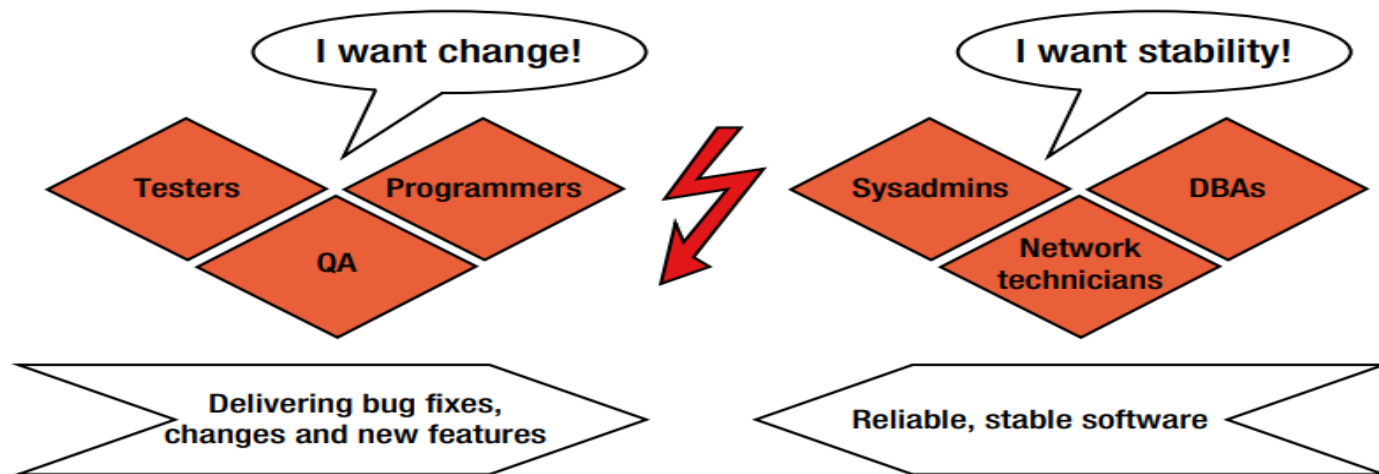 I want change!
I want stability!
Testers
Programmers
QA
Sysadmins
DBAs
Network
technicians
Delivering bug fixes,
changes and new features
Reliable, stable software